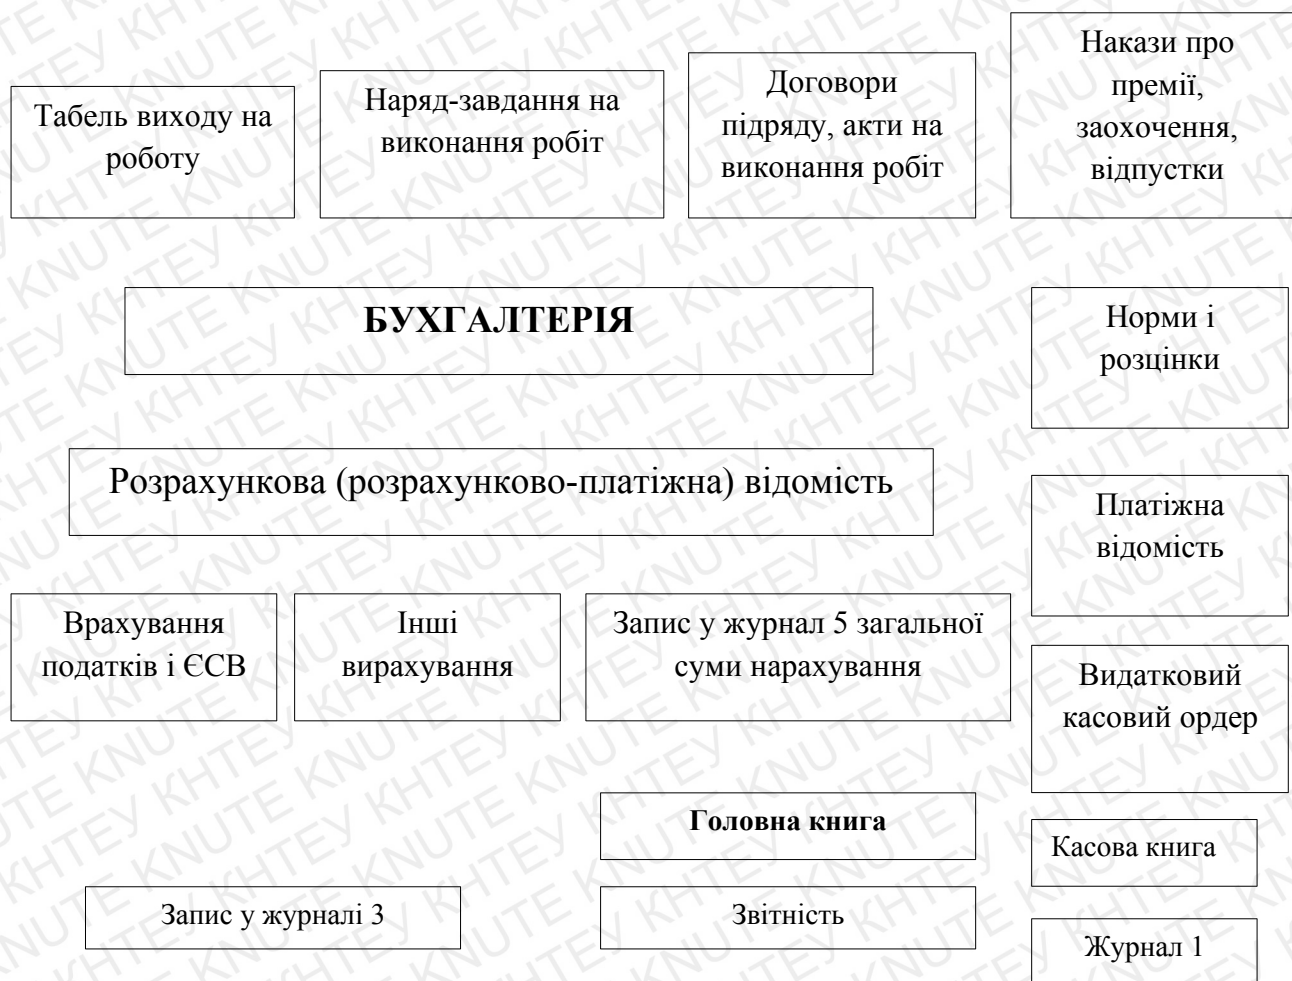 Табель виходу на
роботу
Наряд-завдання на
виконання робіт
Договори
підряду, акти на
виконання робіт
Накази про
премії,
заохочення,
відпустки
БУХГАЛТЕРІЯ
Норми і
розцінки
Розрахункова (розрахунково-платіжна) відомість
Платіжна
відомість
Врахування
податків і ЄСВ
Інші
вирахування
Запис у журнал 5 загальної
суми нарахування
Видатковий
касовий ордер
Головна книга
Касова книга
Запис у журналі 3
Звітність
Журнал 1